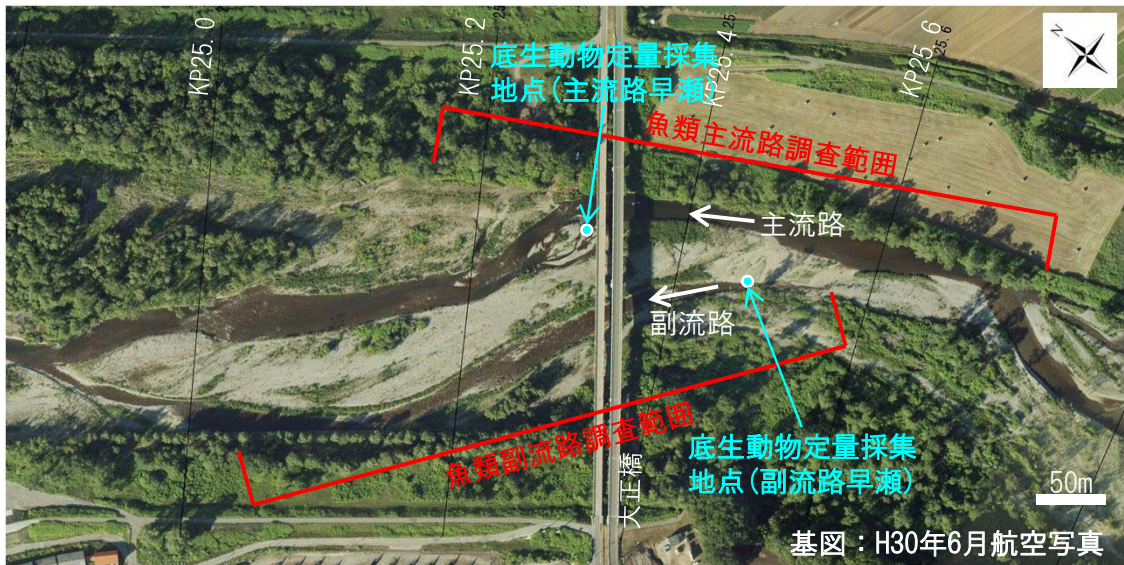 KP25. 0
KP25. 2
KP25. 4
KP25. 6
25. 6
N
底生動物定量採集
地点(主流路早瀬)
魚類主流路調査範囲
主流路
副流路
魚類副流路調査範囲
底生動物定量採集
地点(副流路早瀬)
大正橋
50m
基図：H30年6月航空写真